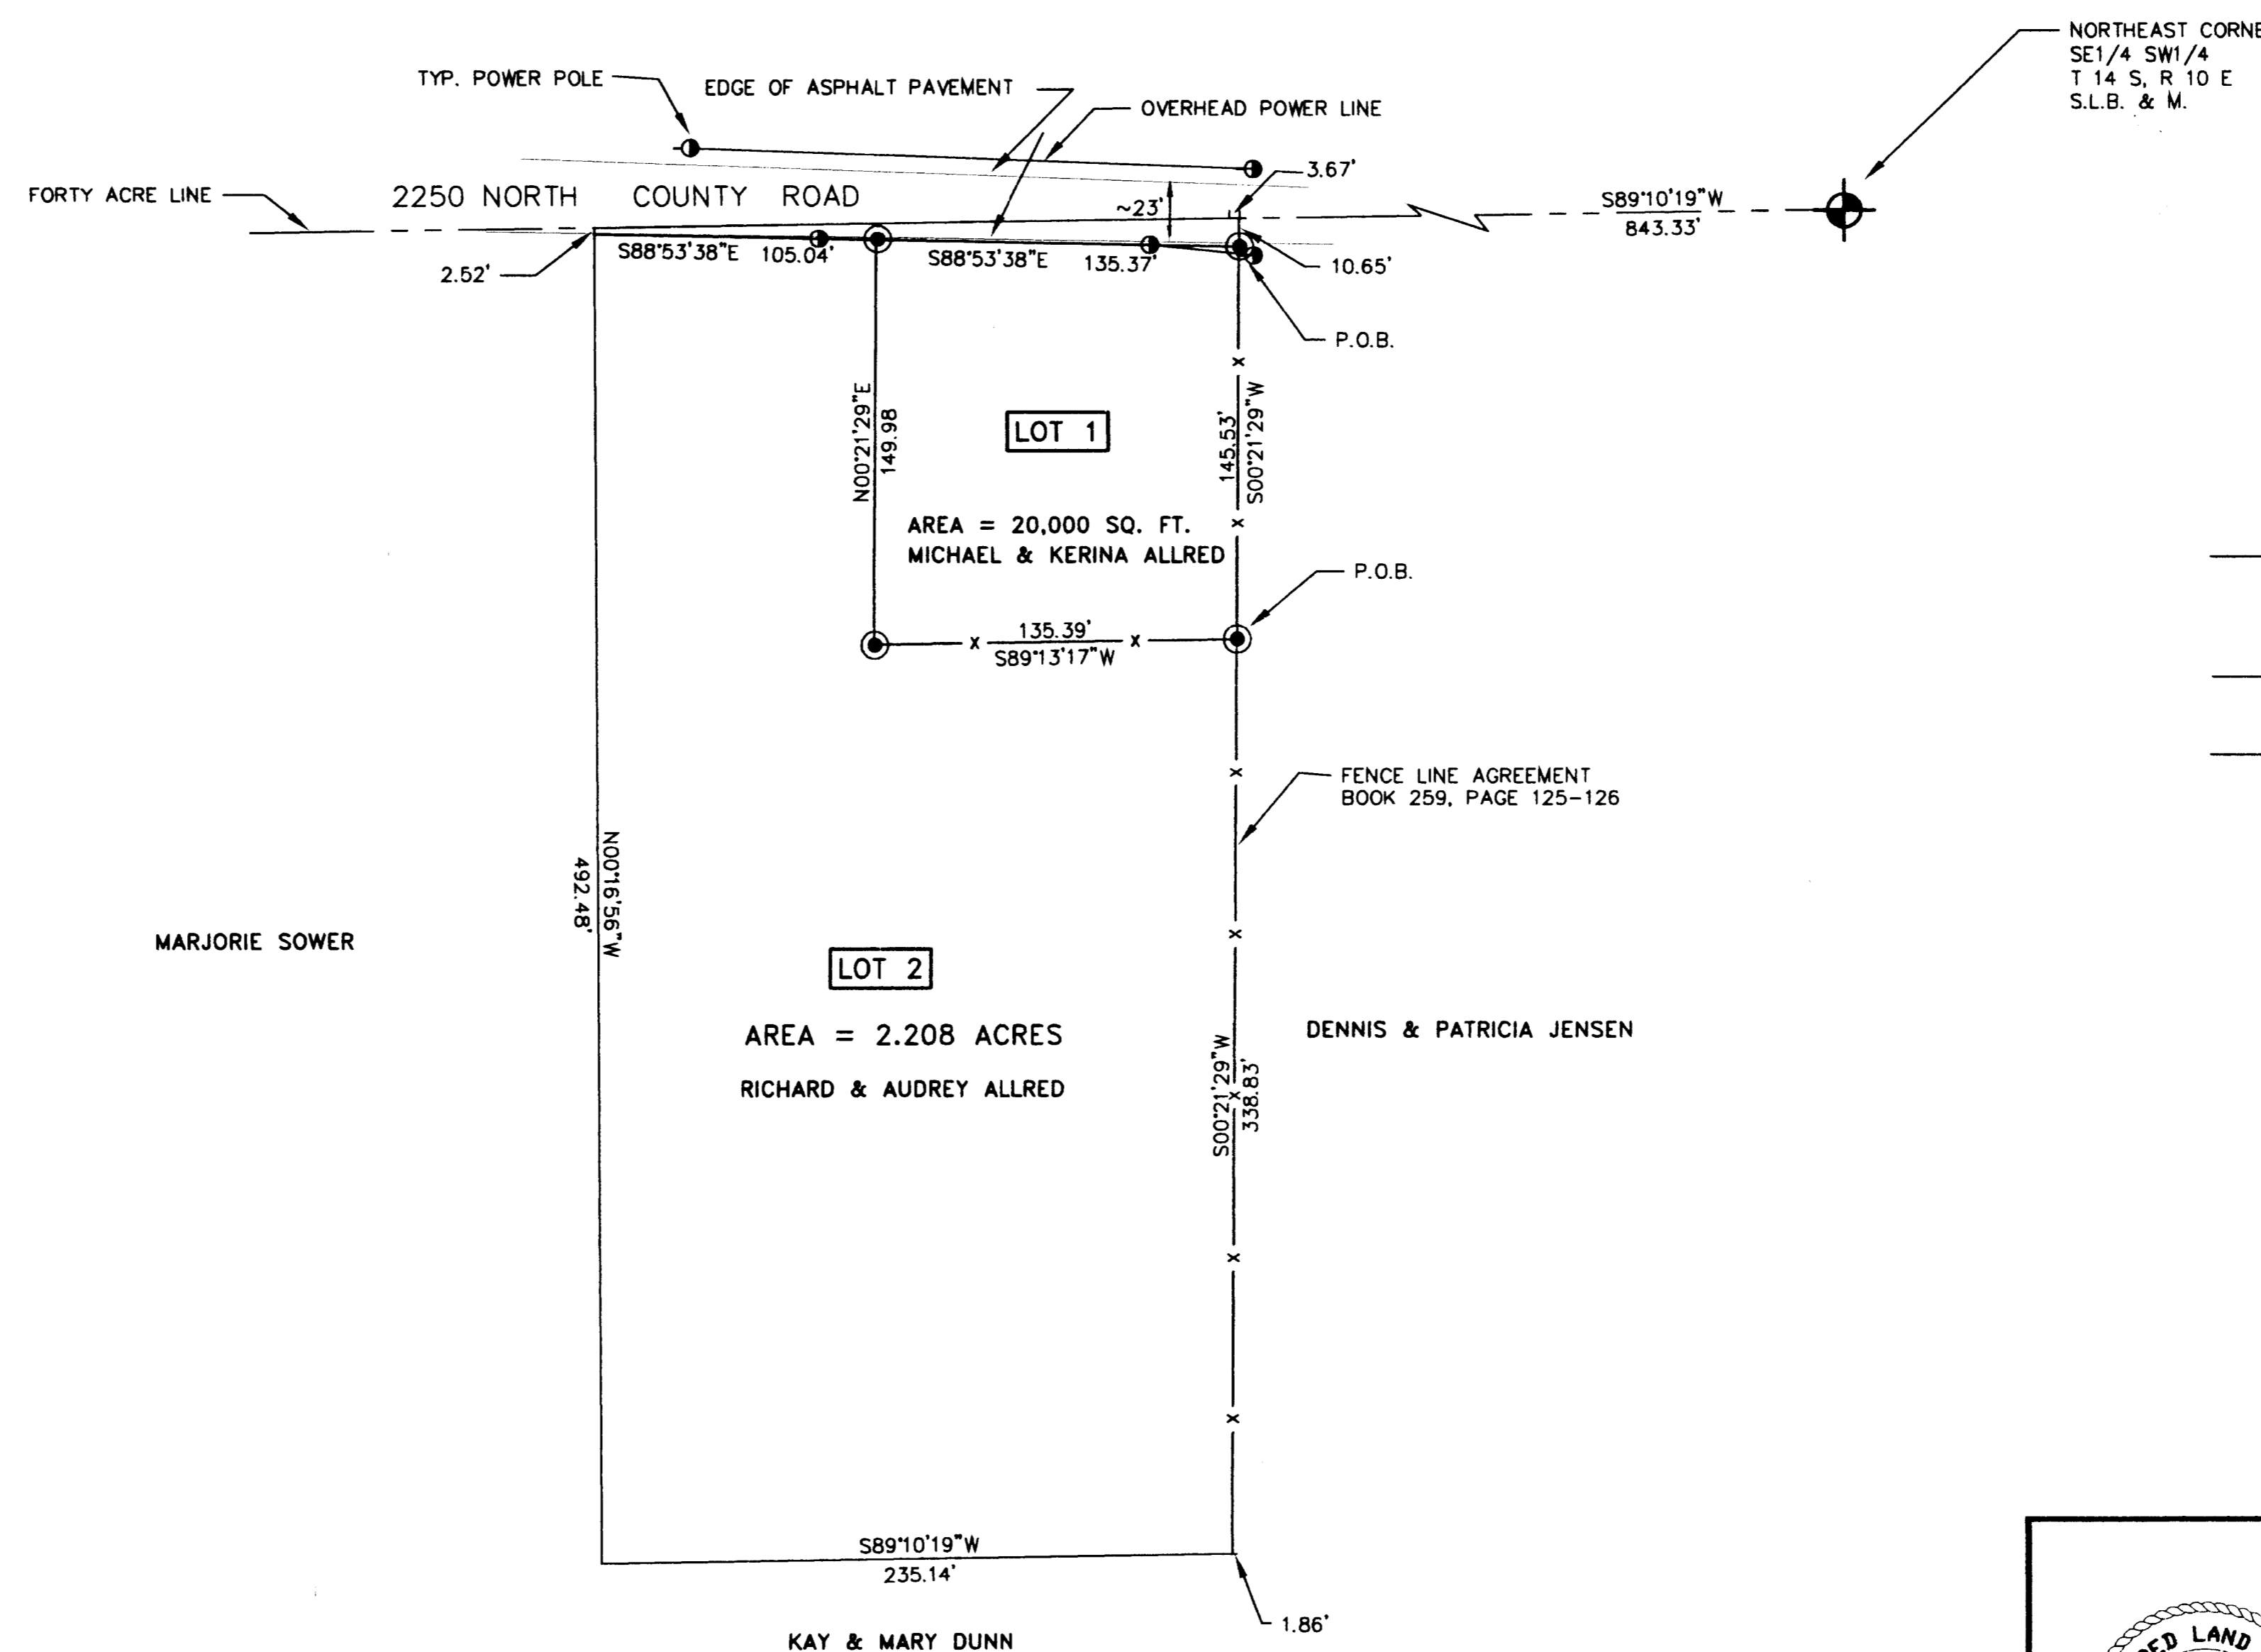 NORTHEAST CORNE
SE1/4 SW1/4
T 14 S, R 10 E
S.L.B. & M.
TYP. POWER POLE
EDGE OF ASPHALT PAVEMENT
OVERHEAD POWER LINE
3.67'
FORTY ACRE LINE
2250 NORTH COUNTY ROAD
~23'
S89°10'19"W
843.33'
S88°53'38"E 105.04'
S88°53'38"E 135.37'
2.52'
10.65'
P.O.B.
N00°21'29"E
149.98
LOT 1
145.53'
S00°21'29"W
AREA = 20,000 SQ. FT.
MICHAEL & KERINA ALLRED
P.O.B.
135.39'
S89°13'17"W
FENCE LINE AGREEMENT
BOOK 259, PAGE 125-126
N00°16'56"W
492.48'
MARJORIE SOWER
LOT 2
AREA = 2.208 ACRES
RICHARD & AUDREY ALLRED
DENNIS & PATRICIA JENSEN
S00°21'29"W
338.83'
S89°10'19"W
235.14'
1.86'
KAY & MARY DUNN
LAND